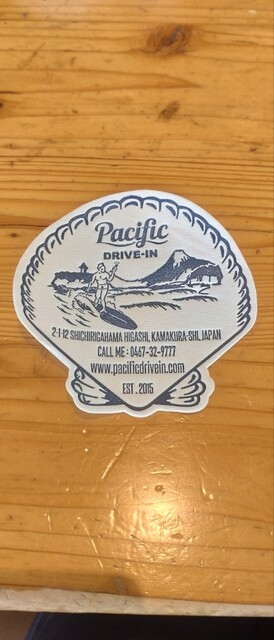 Pacific
DRIVE-IN
2-1-12 SHICHIRIGAHAMA HIGASHI, KAMAKURA-SHI, JAPAN
CALL ME : 0467-32-9777
www.pacificdrivein.com
EST . 2015